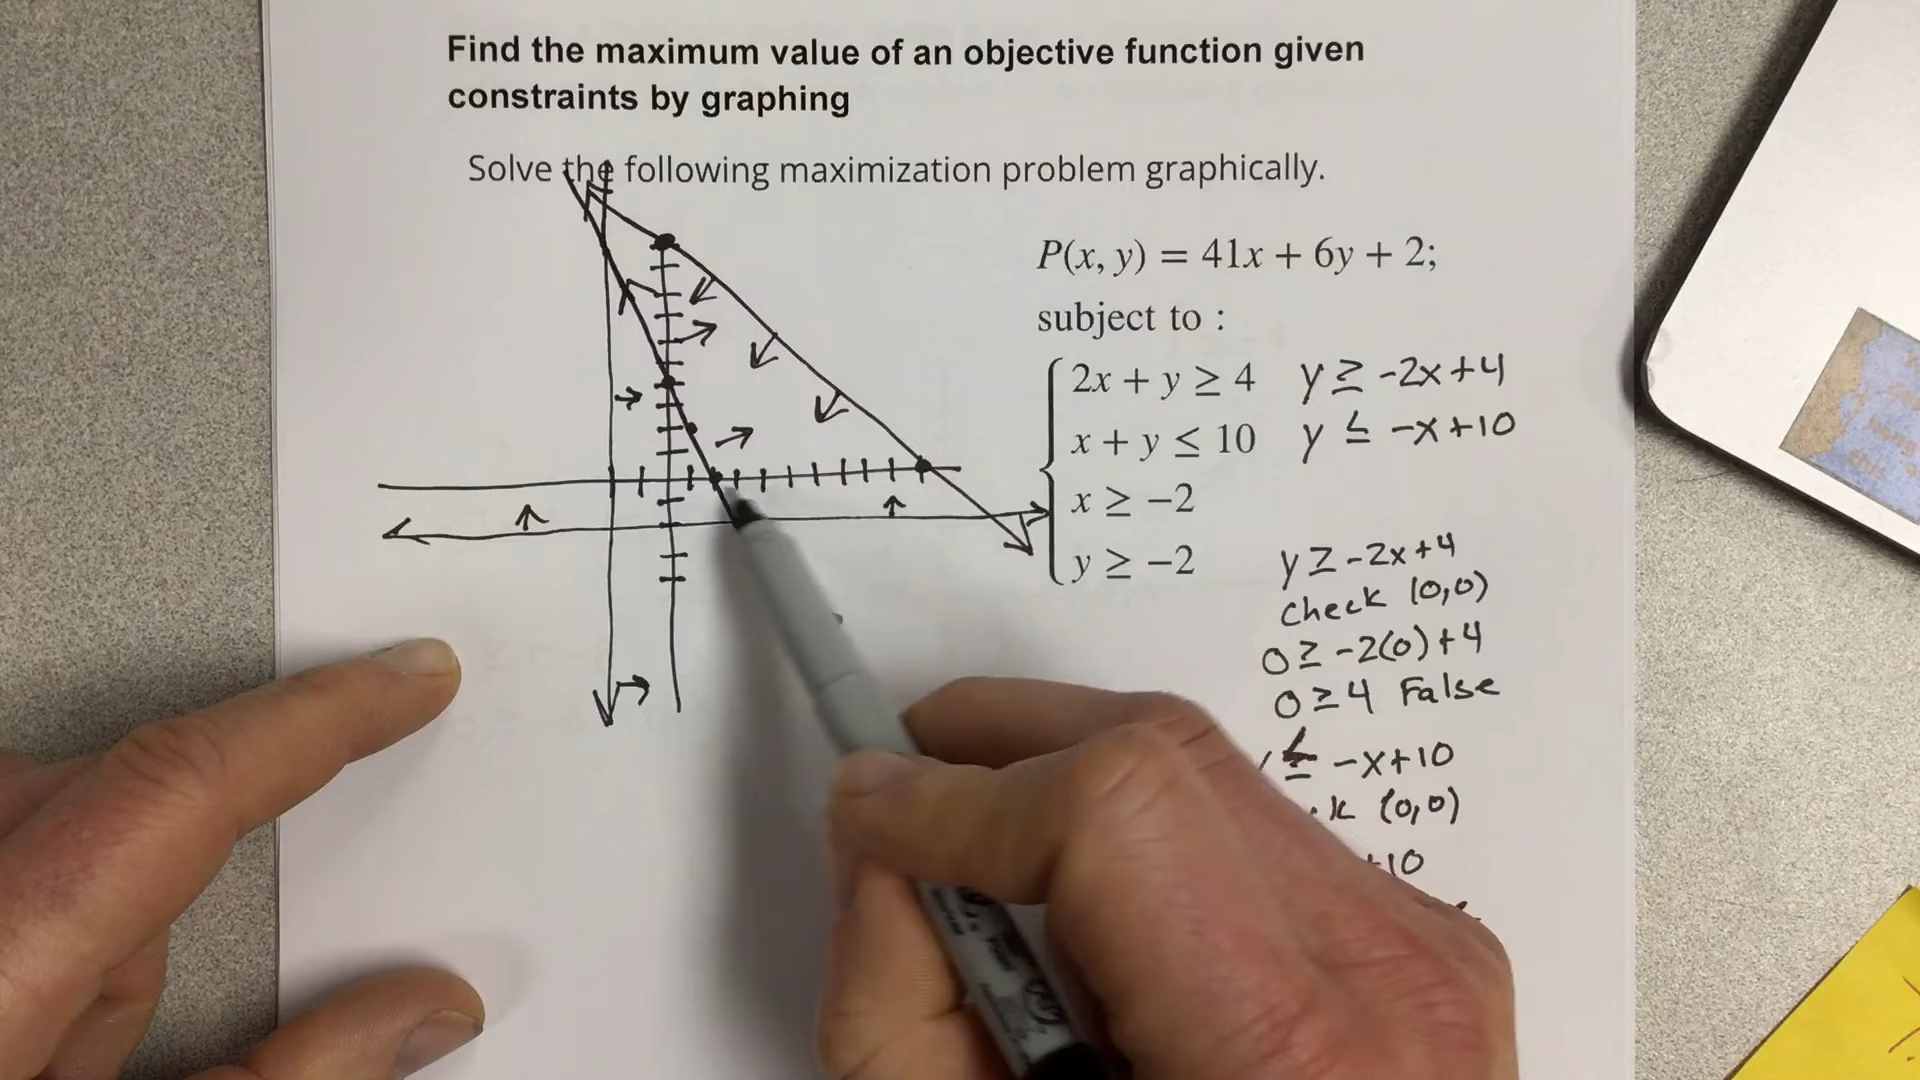 Find the maximum value of an objective function given
constraints by graphing
Solve the following maximization problem graphically.
P(x, y) = 41x + 6y + 2;
subject to :
2x + y ≥ 4 y ≥ -2x+4
x + y ≤ 10 y ≤ -x+10
x ≥ −2
y ≥ −2
y ≥ -2x+4
check (0,0)
0 ≥ -2(0)+4
0 ≥ 4 False
≤ -x+10
k (0,0)
+10